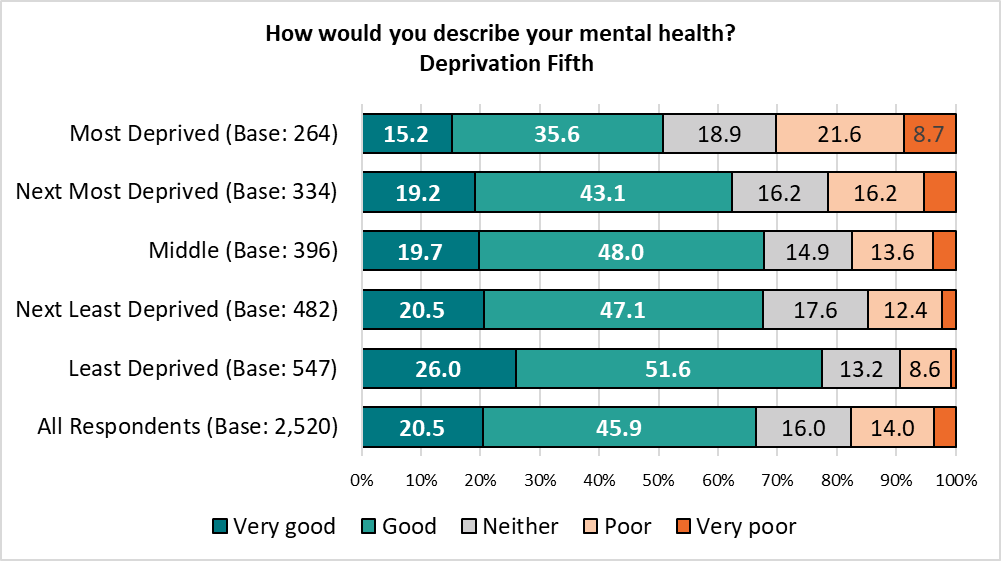 How would you describe your mental health?
Deprivation Fifth
Most Deprived (Base: 264) 15.2 35.6 18.9 21.6 8.7
Next Most Deprived (Base: 334) 19.2 43.1 16.2 16.2
Middle (Base: 396) 19.7 48.0 14.9 13.6
Next Least Deprived (Base: 482) 20.5 47.1 17.6 12.4
Least Deprived (Base: 547) 26.0 51.6 13.2 8.6
All Respondents (Base: 2,520) 20.5 45.9 16.0 14.0
0% 10% 20% 30% 40% 50% 60% 70% 80% 90% 100%
Very good Good Neither Poor Very poor